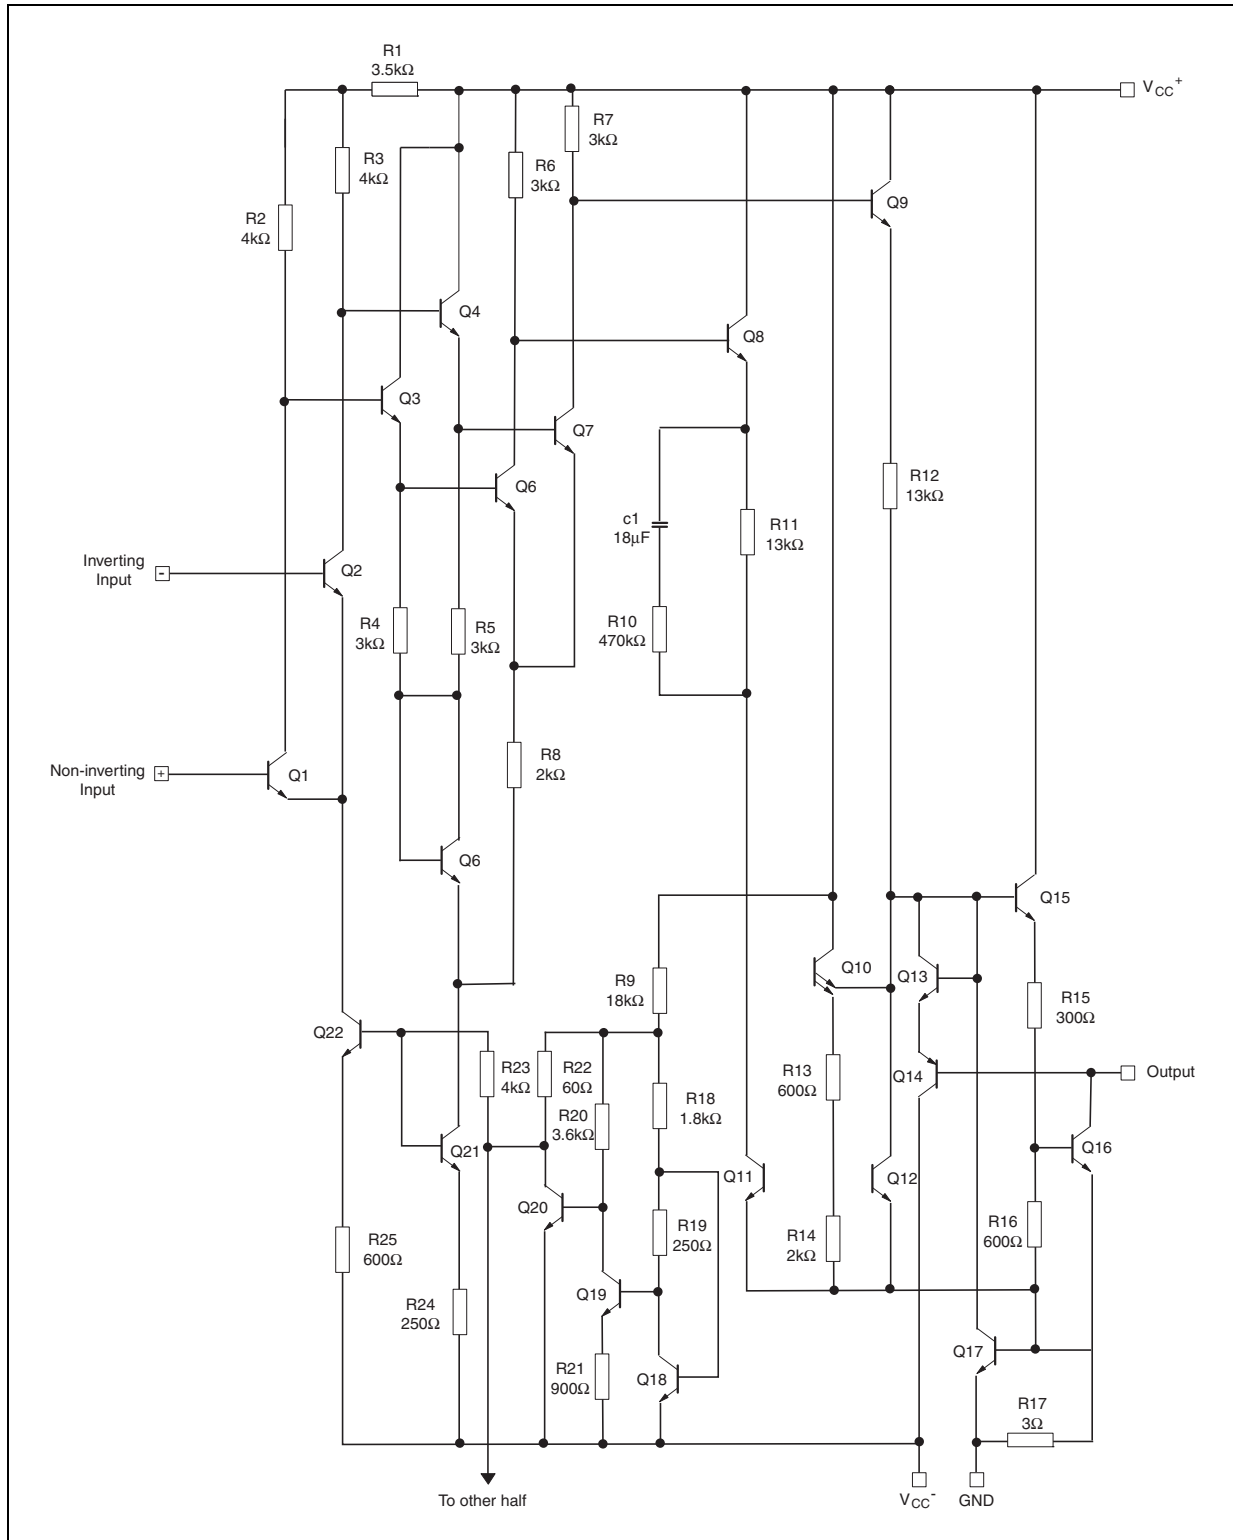 R1
3.5kΩ
VCC+
R7
3kΩ
R3
4kΩ
R6
3kΩ
Q9
R2
4kΩ
Q4
Q8
Q3
Q7
R12
13kΩ
Q6
c1
18µF
R11
13kΩ
Inverting
Input
-
Q2
R4
3kΩ
R5
3kΩ
R10
470kΩ
R8
2kΩ
Non-inverting
Input
+
Q1
Q6
Q15
R9
18kΩ
Q10
Q13
R15
300Ω
Q22
R23
4kΩ
R22
60Ω
R13
600Ω
Q14
Output
R18
1.8kΩ
R20
3.6kΩ
Q21
Q16
Q11
Q12
Q20
R19
250Ω
R14
2kΩ
R16
600Ω
R25
600Ω
R24
250Ω
Q19
Q17
R21
900Ω
Q18
R17
3Ω
To other half
VCC-
GND